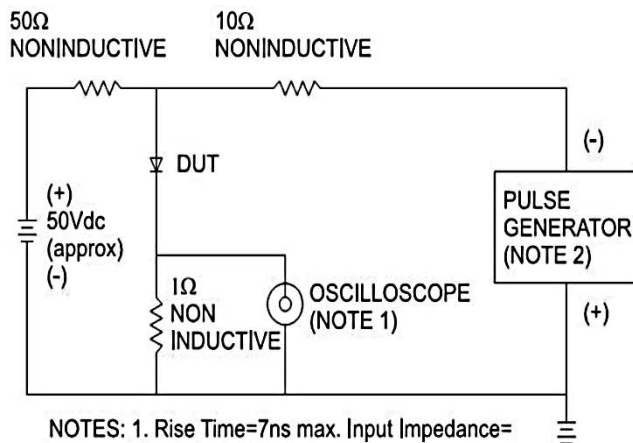 50Ω
NONINDUCTIVE
10Ω
NONINDUCTIVE
DUT
(+)
50Vdc
(approx)
(-)
1Ω
NON
INDUCTIVE
OSCILLOSCOPE
(NOTE 1)
(-)
PULSE
GENERATOR
(NOTE 2)
(+)
NOTES: 1. Rise Time=7ns max. Input Impedance=